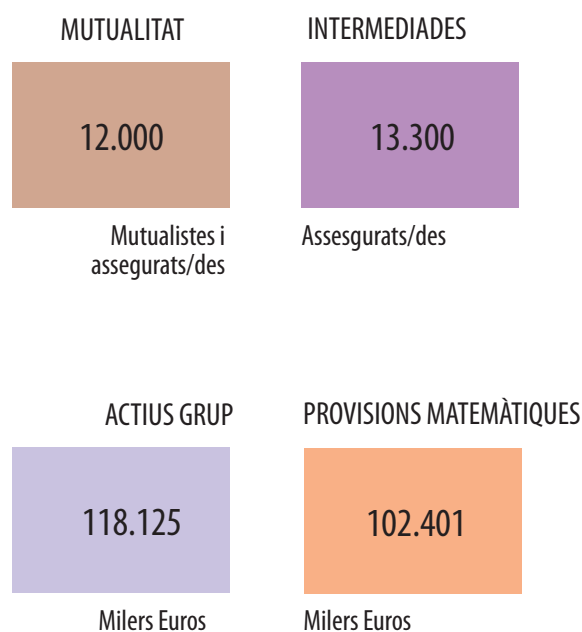 MUTUALITAT
12.000
Mutualistes i
assegurats/des
INTERMEDIADES
13.300
Assesgurats/des
ACTIUS GRUP
118.125
Milers Euros
PROVISIONS MATEMÀTIQUES
102.401
Milers Euros